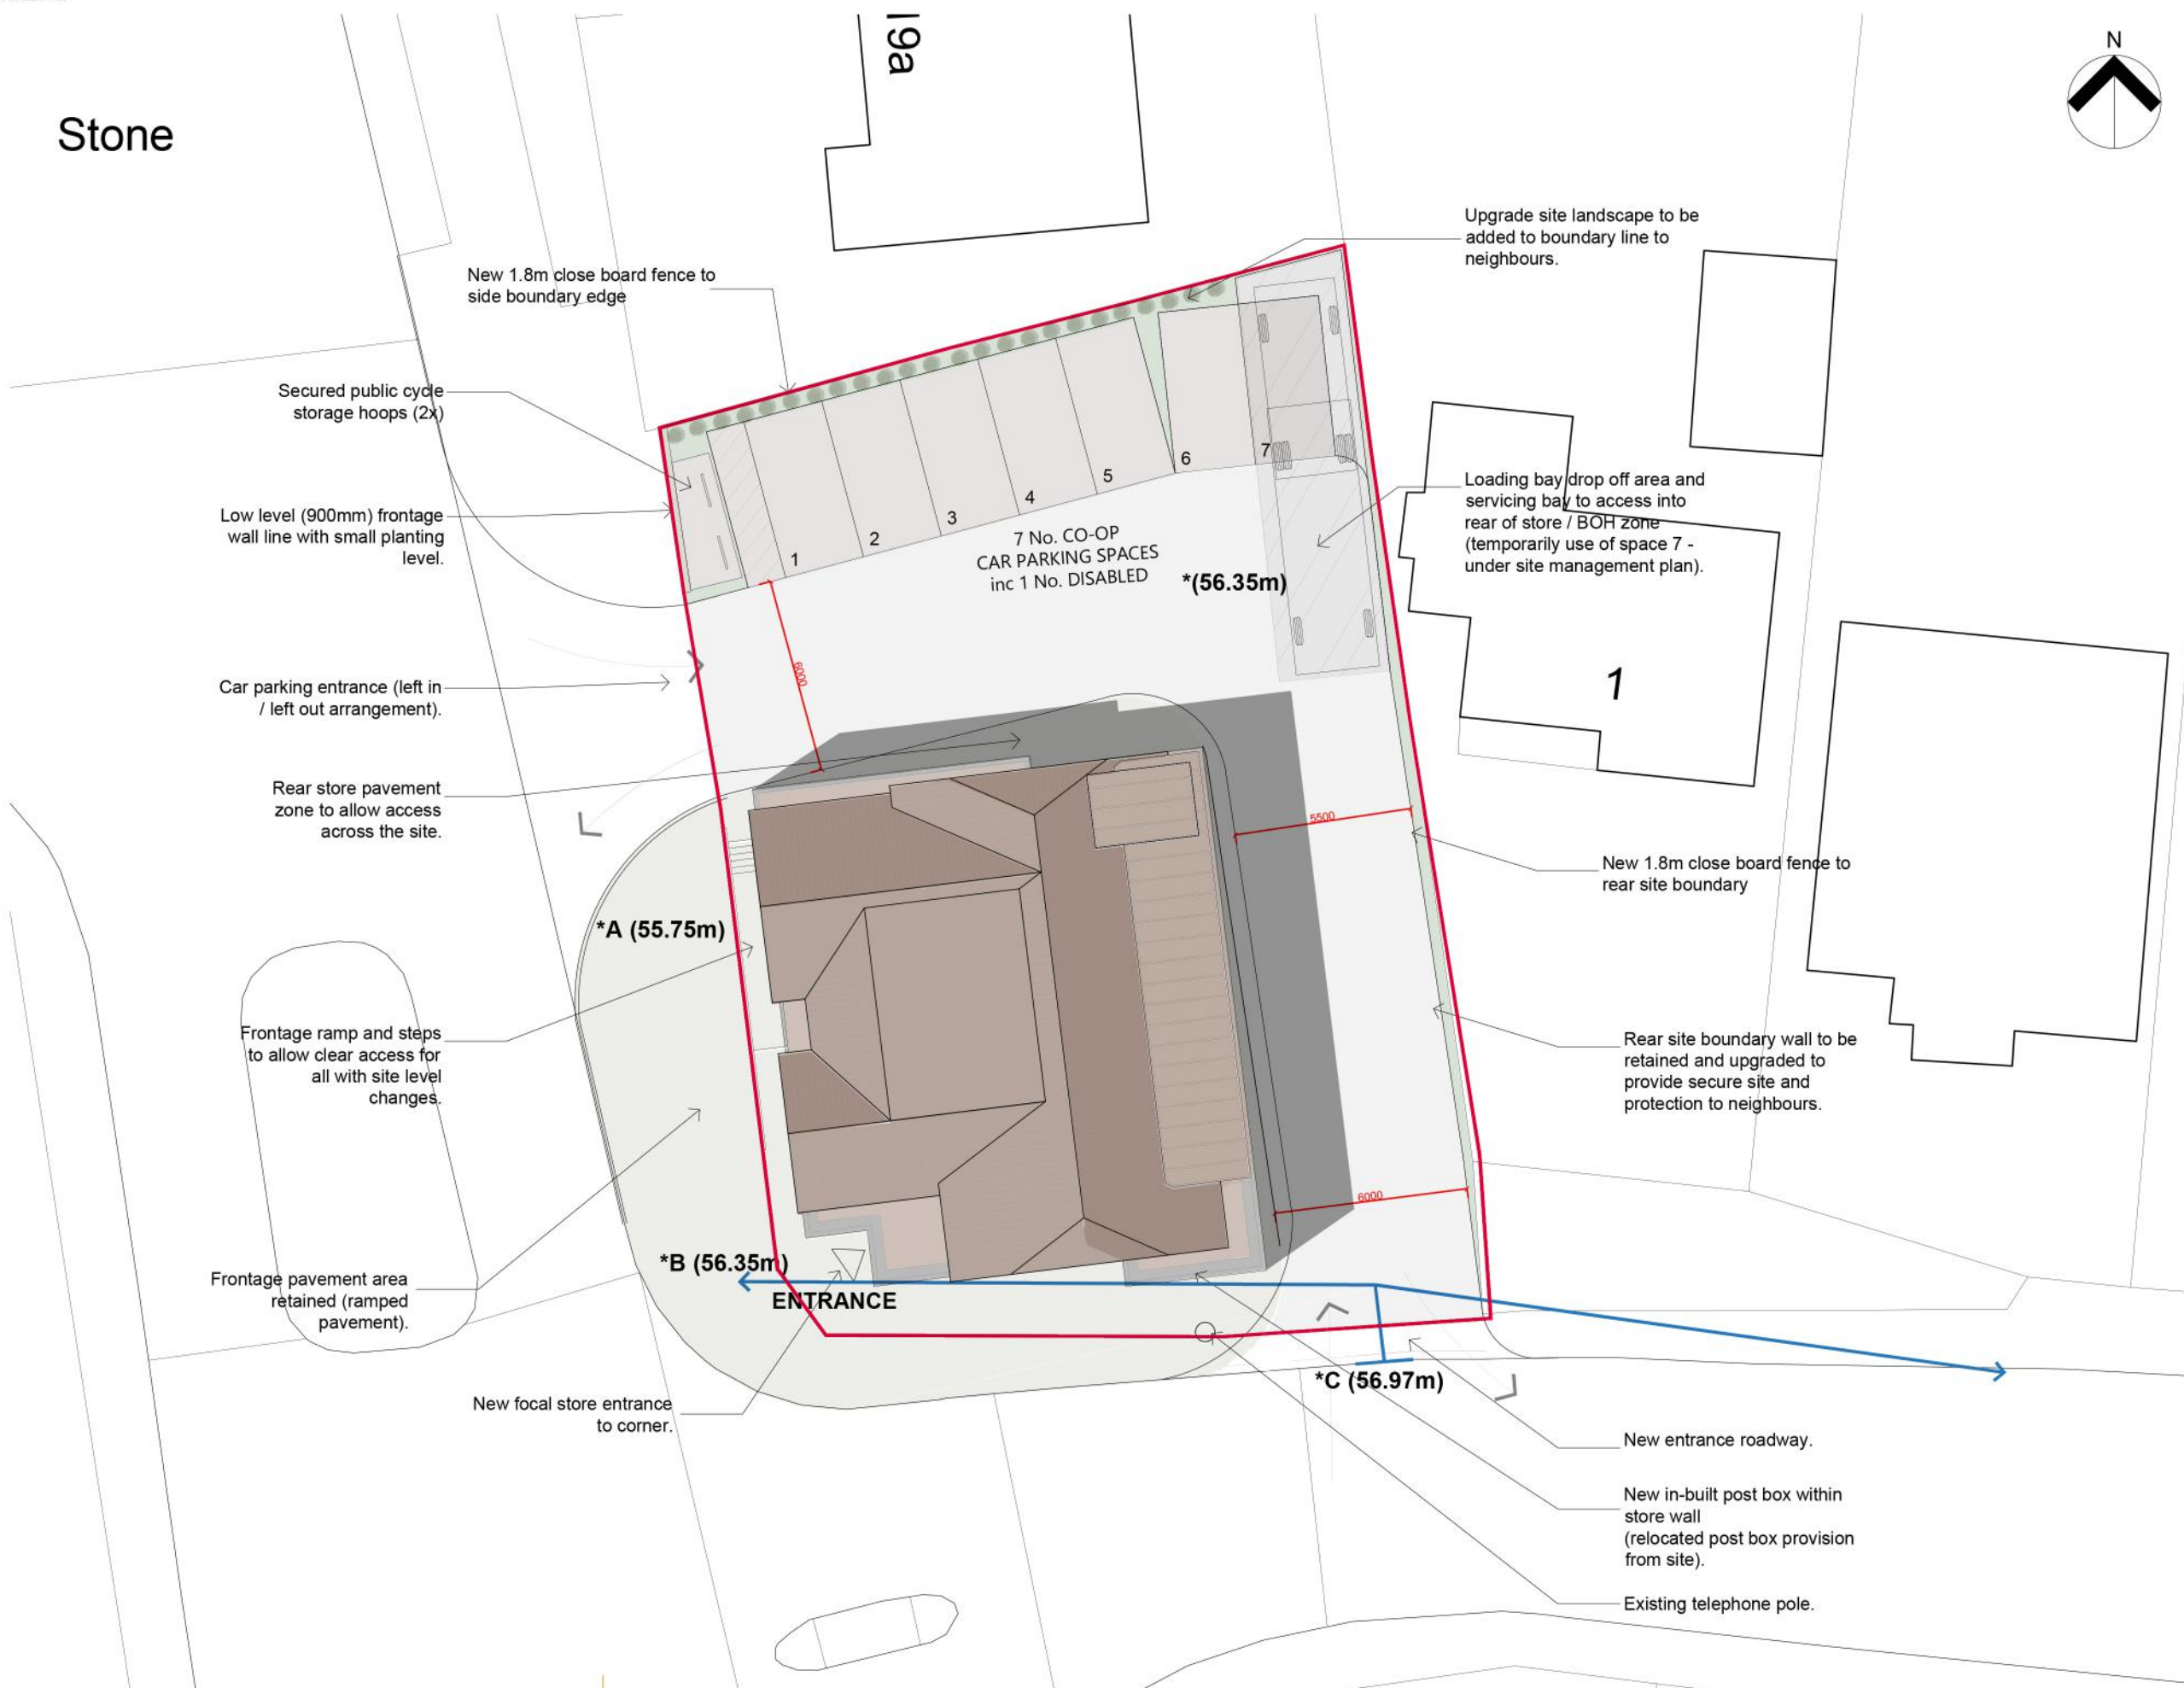 19a
N
Stone
Upgrade site landscape to be
added to boundary line to
neighbours.
New 1.8m close board fence to
side boundary edge
Secured public cycle
storage hoops (2x)
Low level (900mm) frontage
wall line with small planting
level.
Loading bay drop off area and
servicing bay to access into
rear of store / BOH zone
(temporarily use of space 7 -
under site management plan).
1
2
3
4
5
6
7
7 No. CO-OP
CAR PARKING SPACES
inc 1 No. DISABLED
*(56.35m)
6000
1
Car parking entrance (left in
/ left out arrangement).
Rear store pavement
zone to allow access
across the site.
5500
New 1.8m close board fence to
rear site boundary
*A (55.75m)
Frontage ramp and steps
to allow clear access for
all with site level
changes.
Rear site boundary wall to be
retained and upgraded to
provide secure site and
protection to neighbours.
6000
*B (56.35m)
ENTRANCE
Frontage pavement area
retained (ramped
pavement).
*C (56.97m)
New focal store entrance
to corner.
New entrance roadway.
New in-built post box within
store wall
(relocated post box provision
from site).
Existing telephone pole.